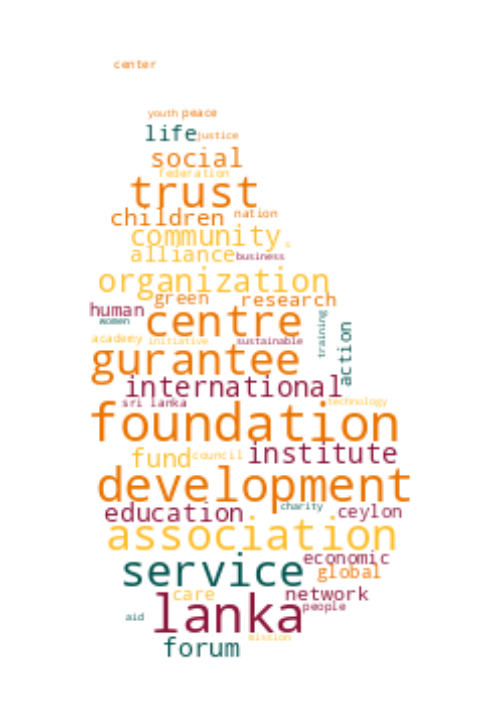 center
youth peace
life justice
social
federation
trust
children nation
community
alliance business
organization
green research
human centre
women
training
action
academy initiative sustainable
gurantee
international
sri lanka technology
foundation
fund council institute
development
education charity ceylon
association
economic
service global
care network
lanka people
aid
mission
forum